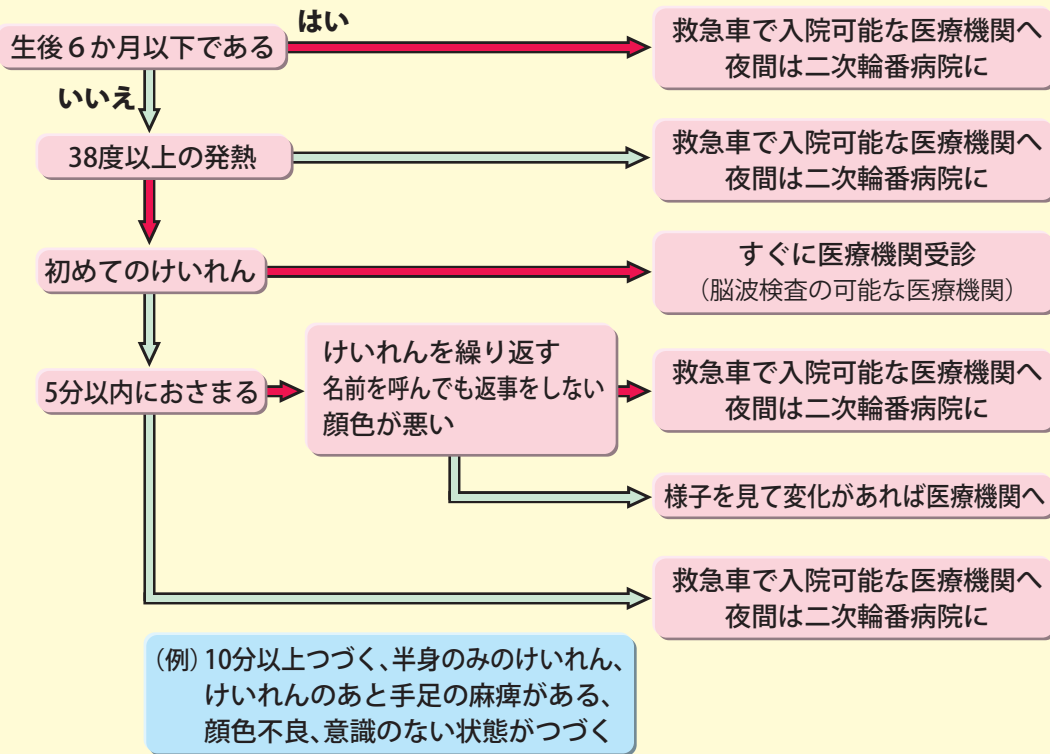 はい
生後６か月以下である
救急車で入院可能な医療機関へ
夜間は二次輪番病院に
いいえ
38度以上の発熱
救急車で入院可能な医療機関へ
夜間は二次輪番病院に
初めてのけいれん
すぐに医療機関受診
（脳波検査の可能な医療機関）
5分以内におさまる
けいれんを繰り返す
名前を呼んでも返事をしない
顔色が悪い
救急車で入院可能な医療機関へ
夜間は二次輪番病院に
様子を見て変化があれば医療機関へ
救急車で入院可能な医療機関へ
夜間は二次輪番病院に
（例）10分以上つづく、半身のみのけいれん、
けいれんのあと手足の麻痺がある、
顔色不良、意識のない状態がつづく